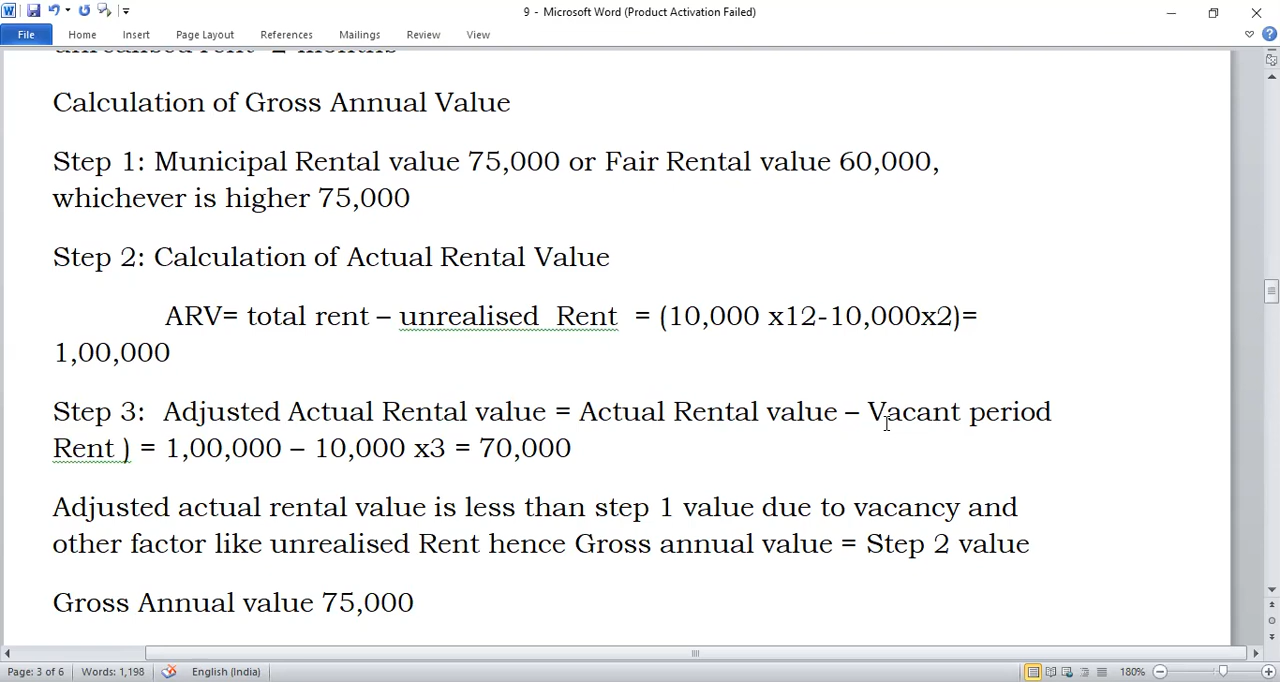 9 - Microsoft Word (Product Activation Failed)
File Home Insert Page Layout References Mailings Review View
unrealised rent 2 months
Calculation of Gross Annual Value
Step 1: Municipal Rental value 75,000 or Fair Rental value 60,000,
whichever is higher 75,000
Step 2: Calculation of Actual Rental Value
ARV= total rent – unrealised Rent = (10,000 x12-10,000x2)=
1,00,000
Step 3: Adjusted Actual Rental value = Actual Rental value – Vacant period
Rent ) = 1,00,000 – 10,000 x3 = 70,000
Adjusted actual rental value is less than step 1 value due to vacancy and
other factor like unrealised Rent hence Gross annual value = Step 2 value
Gross Annual value 75,000
Page: 3 of 6 Words: 1,198 English (India) 180%